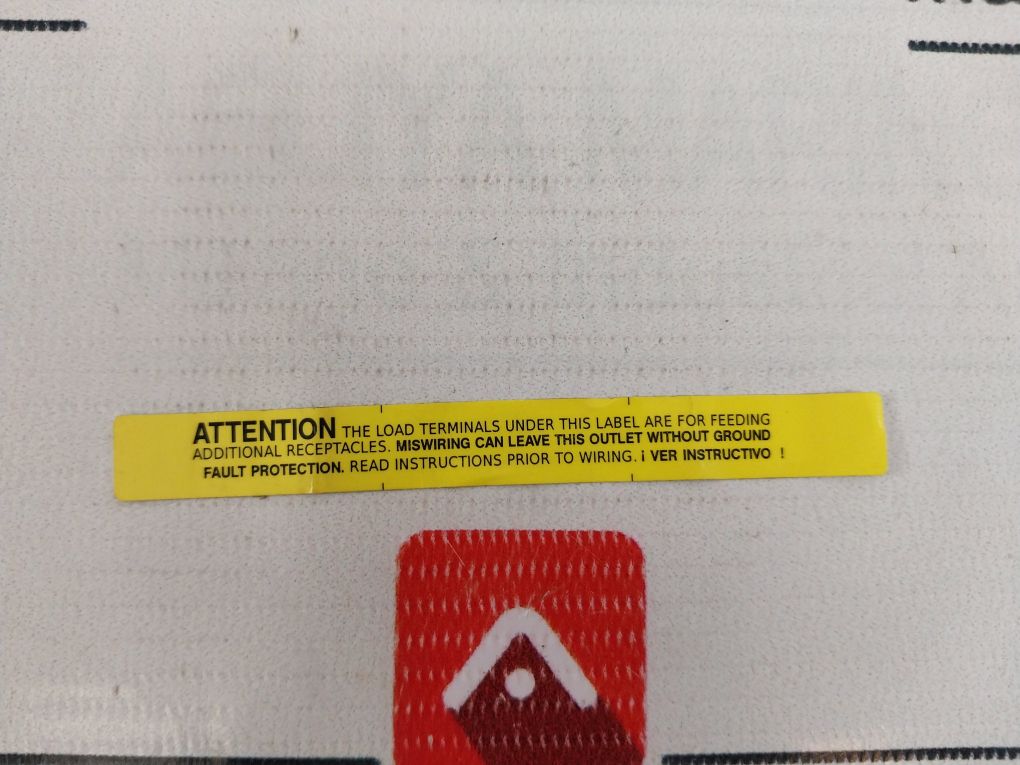 ATTENTION THE LOAD TERMINALS UNDER THIS LABEL ARE FOR FEEDING
ADDITIONAL RECEPTACLES. MISWIRING CAN LEAVE THIS OUTLET WITHOUT GROUND
FAULT PROTECTION. READ INSTRUCTIONS PRIOR TO WIRING. ¡ VER INSTRUCTIVO !